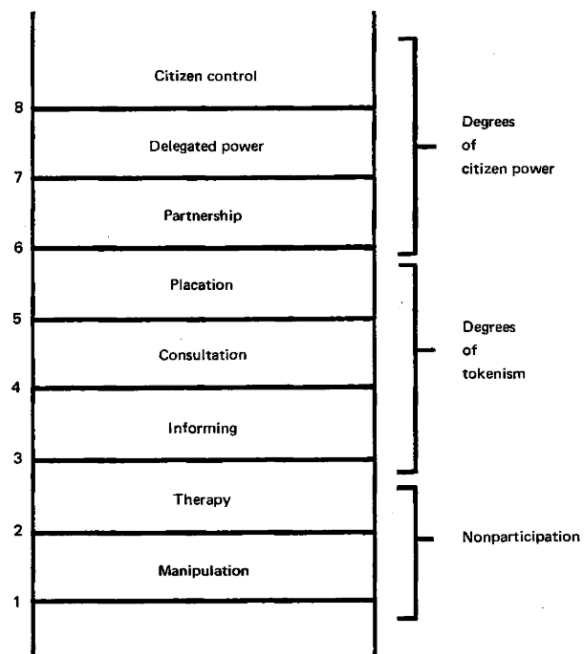 Citizen control
8
Delegated power
7
Partnership
6
Placation
5
Consultation
4
Informing
3
Therapy
2
Manipulation
1
Degrees
of
citizen power
Degrees
of
tokenism
Nonparticipation